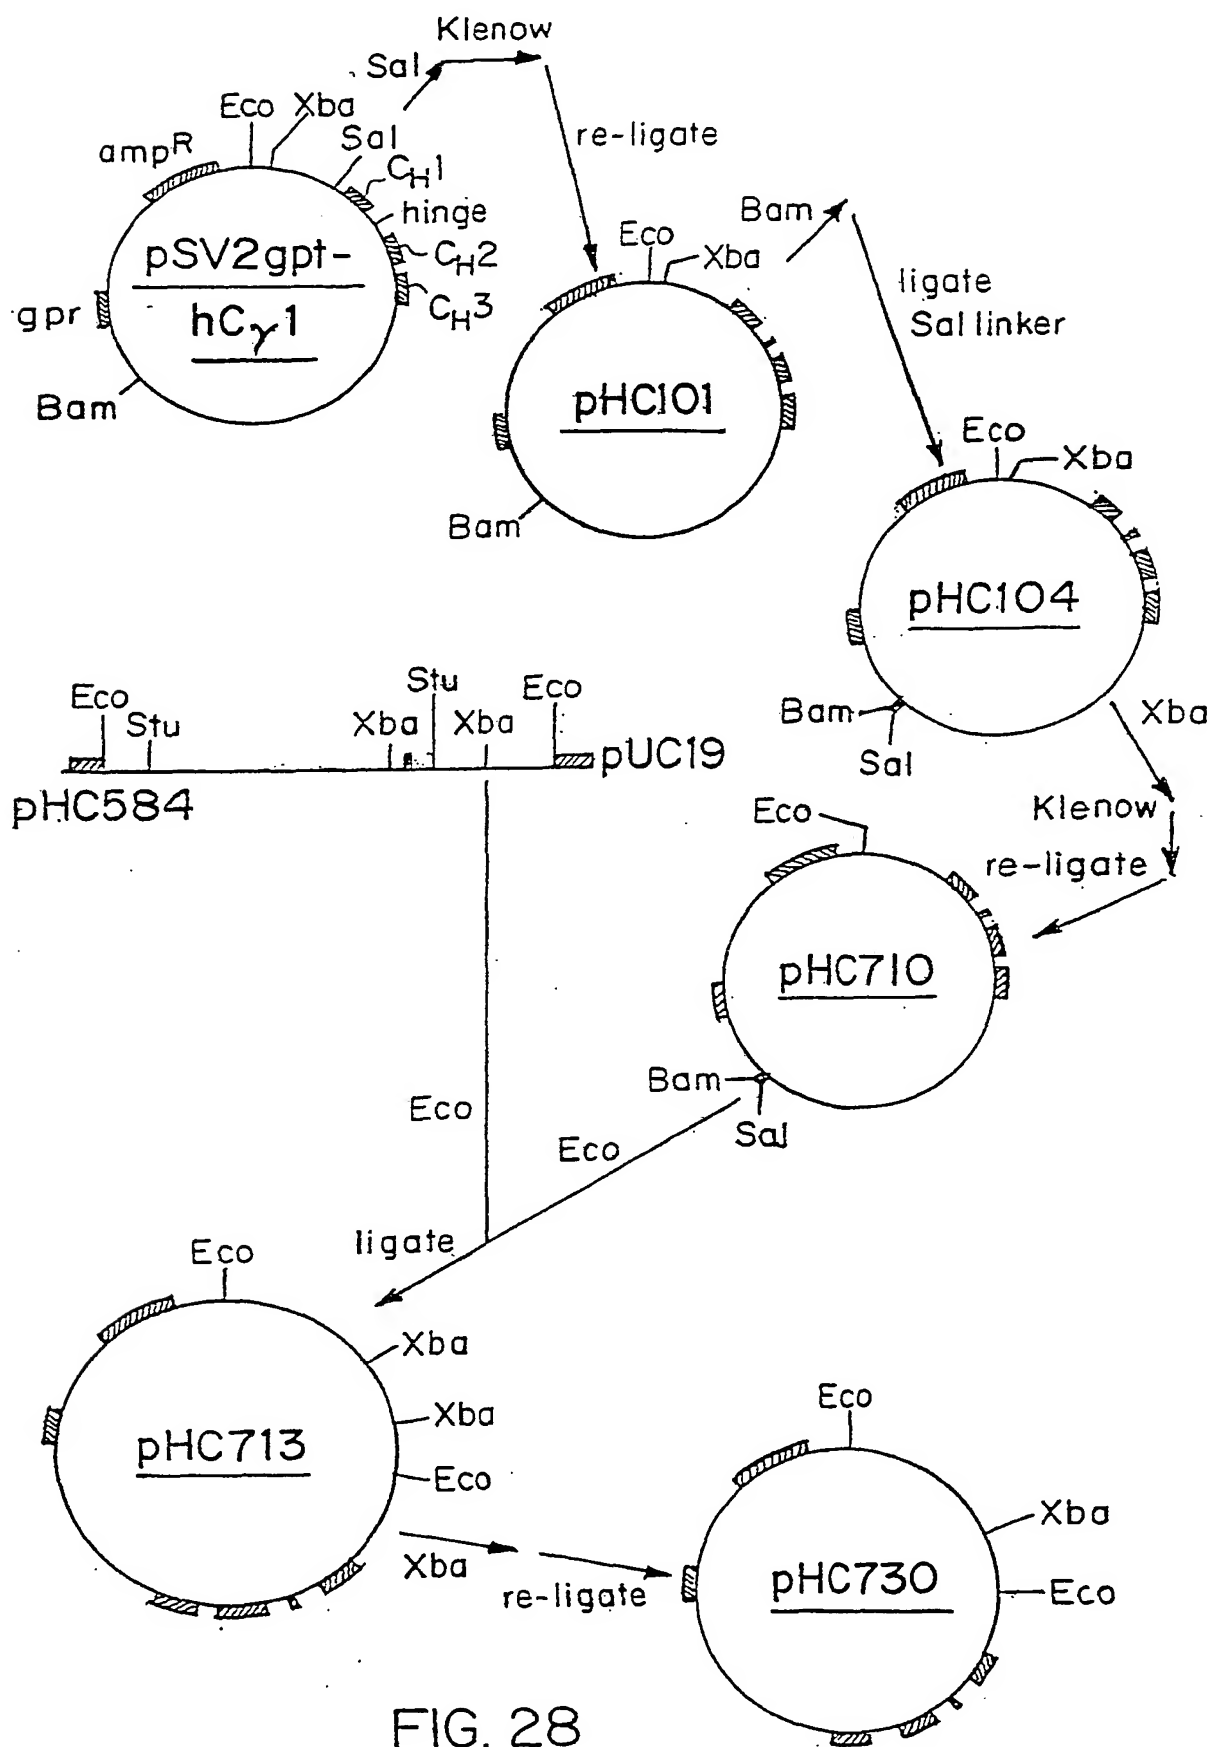 Klenow
Sal
re-ligate
Eco
Xba
Sal
ampR
CH1
hinge
CH2
CH3
pSV2gpt-
hCγ1
gpr
Bam
Bam
ligate
Sal linker
Eco
Xba
pHC101
Bam
Eco
Xba
pHC104
Bam
Sal
Xba
Klenow
re-ligate
Eco
Stu
Xba
Stu
Xba
Eco
pUC19
pHC584
Eco
pHC710
Bam
Sal
Eco
Eco
ligate
Eco
Xba
Xba
Eco
pHC713
Xba
re-ligate
Eco
Xba
Eco
pHC730
FIG. 28